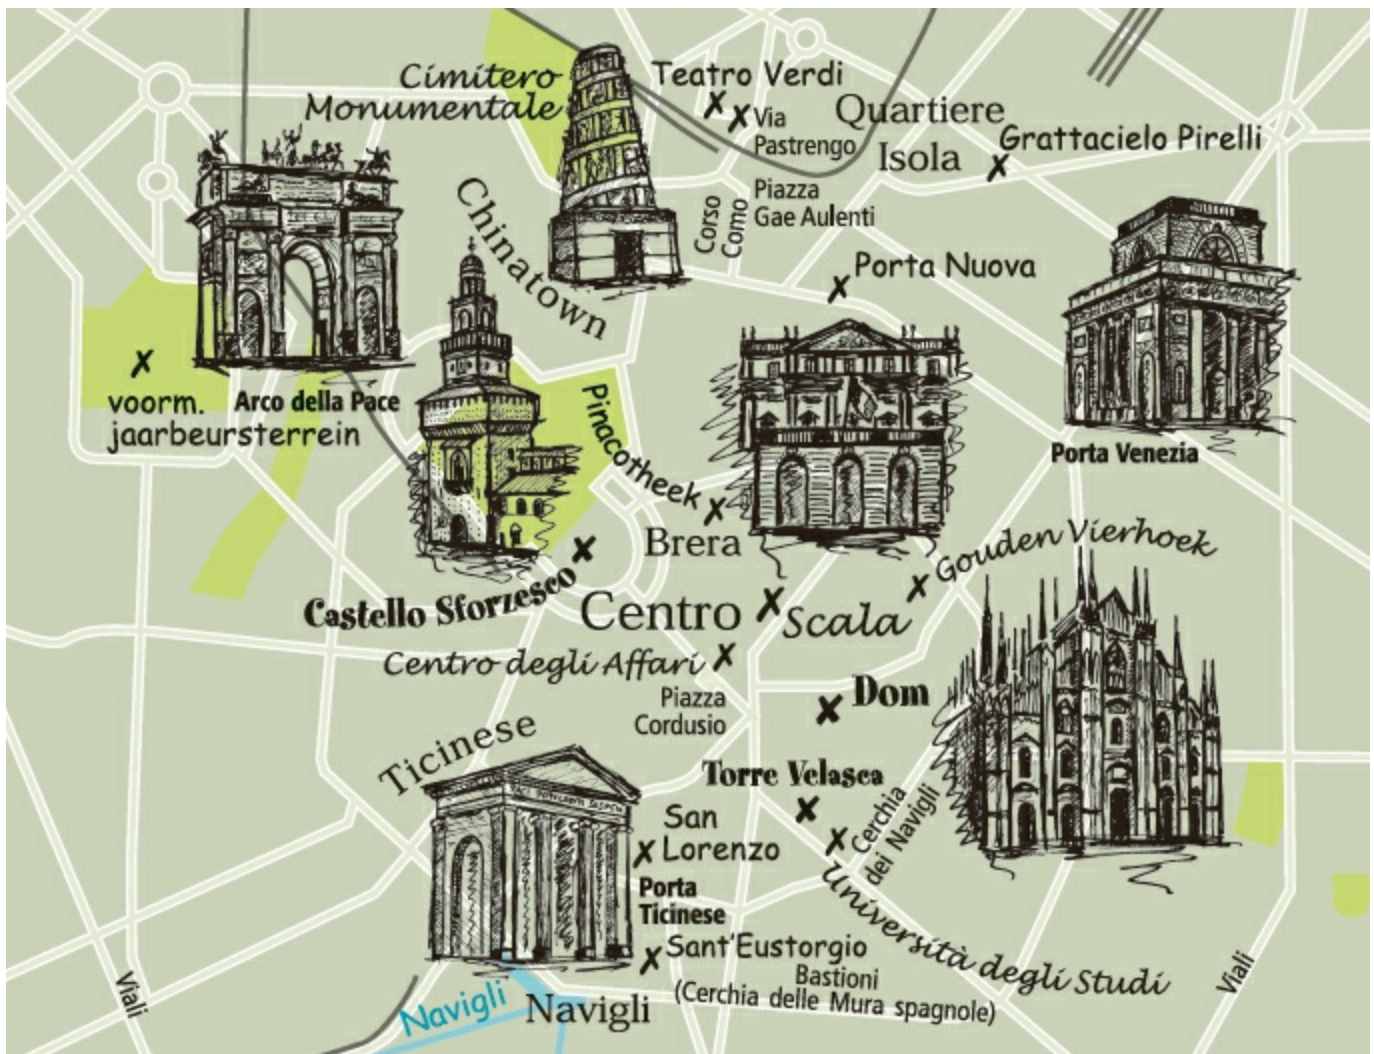 Cimitero
Monumentale
Teatro Verdi
Via
Pastrengo
Quartiere
Isola
Grattacielo Pirelli
Chinatown
Corso
Como
Piazza
Gae Aulenti
Porta Nuova
voorm.
jaarbeursterrein
Arco della Pace
Pinacotheek
Porta Venezia
Brera
Gouden Vierhoek
Castello Sforzesco
Centro
Scala
Centro degli Affari
Piazza
Cordusio
Dom
Ticinese
Torre Velasca
Cerchia
dei Navigli
San
Lorenzo
Porta
Ticinese
Università degli Studi
Sant'Eustorgio
Bastioni
(Cerchia delle Mura spagnole)
Viali
Viali
Navigli
Navigli